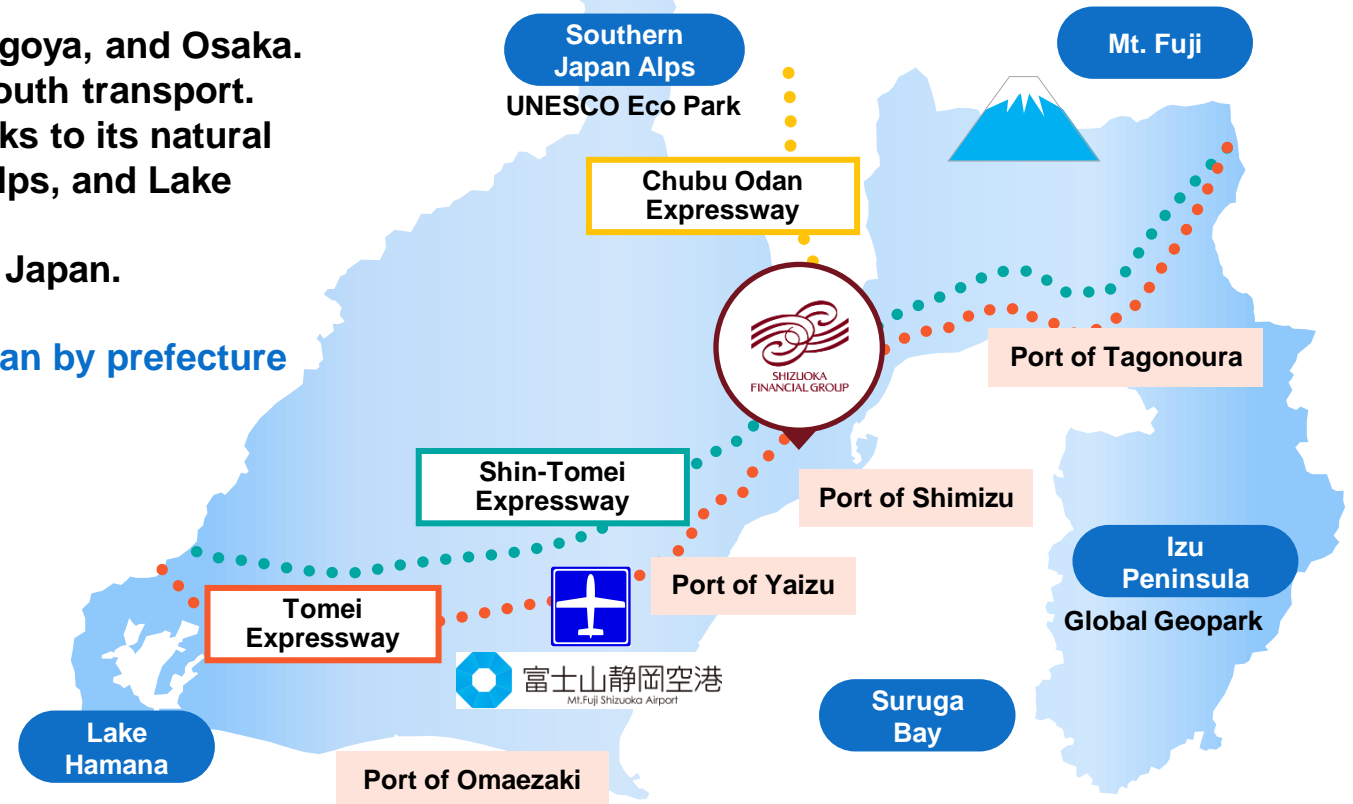 goya, and Osaka.
outh transport.
ks to its natural
lps, and Lake
Japan.
an by prefecture
Southern
Japan Alps
UNESCO Eco Park
Mt. Fuji
Chubu Odan
Expressway
SHIZUOKA
FINANCIAL GROUP
Port of Tagonoura
Shin-Tomei
Expressway
Port of Shimizu
Izu
Peninsula
Global Geopark
Port of Yaizu
Tomei
Expressway
富士山静岡空港
Mt.Fuji Shizuoka Airport
Suruga
Bay
Lake
Hamana
Port of Omaezaki